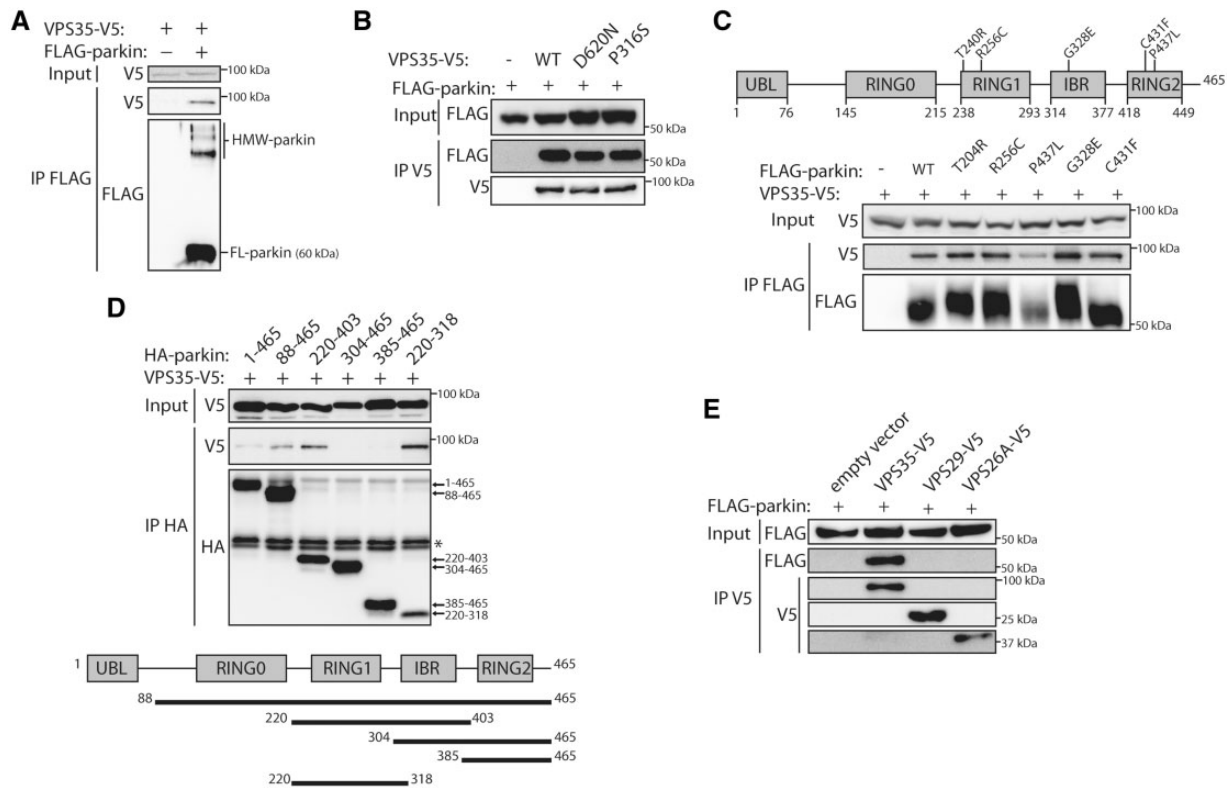 A
VPS35-V5: + +
FLAG-parkin: − +
Input V5 100 kDa
V5 100 kDa
HMW-parkin
IP FLAG
FLAG
FL-parkin (60 kDa)
B
VPS35-V5: - WT D620N P316S
FLAG-parkin: + + + +
Input FLAG 50 kDa
IP V5 FLAG 50 kDa
V5 100 kDa
C
T240R R256C G328E C431F P437L
UBL RING0 RING1 IBR RING2 465
1 76 145 215 238 293 314 377 418 449
FLAG-parkin: - WT T204R R256C P437L G328E C431F
VPS35-V5: + + + + + + +
Input V5 100 kDa
V5 100 kDa
IP FLAG
FLAG 50 kDa
D
HA-parkin: 1-465 88-465 220-403 304-465 385-465 220-318
VPS35-V5: + + + + + +
Input V5 100 kDa
V5 100 kDa
1-465
88-465
IP HA
HA *
220-403
304-465
385-465
220-318
1 UBL RING0 RING1 IBR RING2 465
88 465
220 403
304 465
385 465
220 318
E
empty vector VPS35-V5 VPS29-V5 VPS26A-V5
FLAG-parkin: + + + +
Input FLAG 50 kDa
FLAG 50 kDa
IP V5 100 kDa
V5 25 kDa
37 kDa